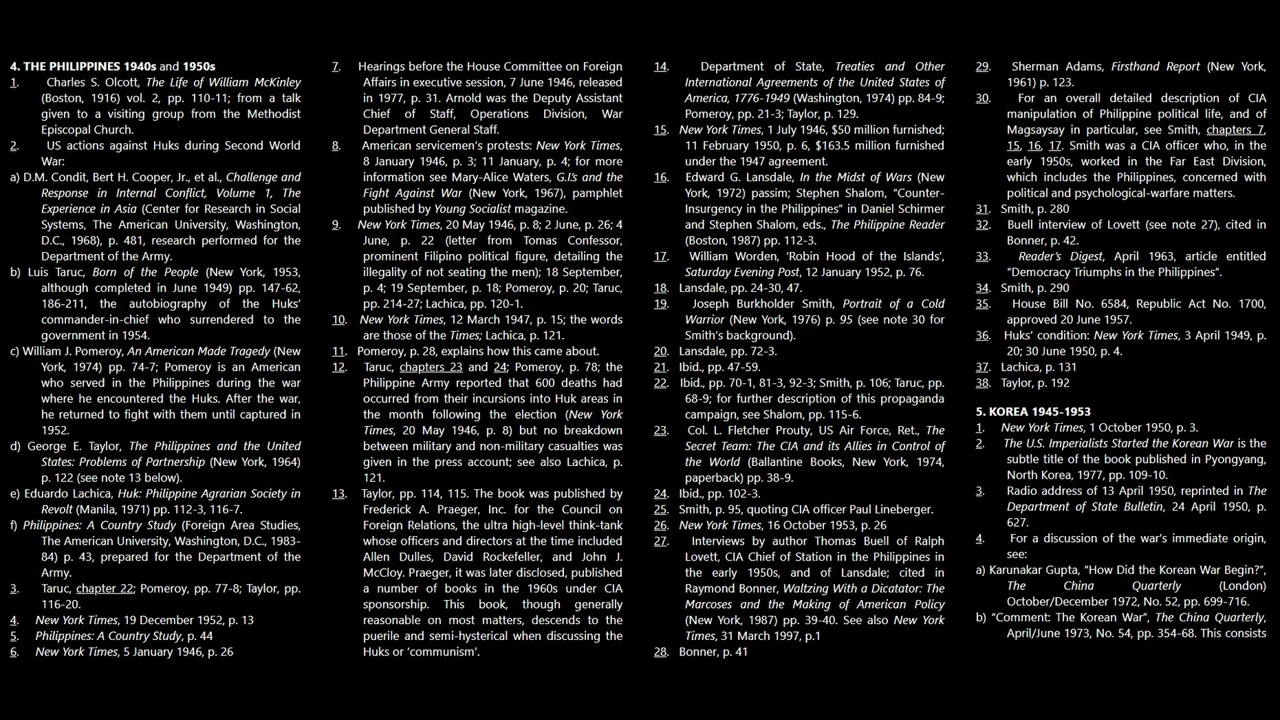 4. THE PHILIPPINES 1940s and 1950s
1. Charles S. Olcott, The Life of William McKinley
(Boston, 1916) vol. 2, pp. 110-11; from a talk
given to a visiting group from the Methodist
Episcopal Church.
2. US actions against Huks during Second World
War:
a) D.M. Condit, Bert H. Cooper, Jr., et al., Challenge and
Response in Internal Conflict, Volume 1, The
Experience in Asia (Center for Research in Social
Systems, The American University, Washington,
D.C., 1968), p. 481, research performed for the
Department of the Army.
b) Luis Taruc, Born of the People (New York, 1953,
although completed in June 1949) pp. 147-62,
186-211, the autobiography of the Huks'
commander-in-chief who surrendered to the
government in 1954.
c) William J. Pomeroy, An American Made Tragedy (New
York, 1974) pp. 74-7; Pomeroy is an American
who served in the Philippines during the war
where he encountered the Huks. After the war,
he returned to fight with them until captured in
1952.
d) George E. Taylor, The Philippines and the United
States: Problems of Partnership (New York, 1964)
p. 122 (see note 13 below).
e) Eduardo Lachica, Huk: Philippine Agrarian Society in
Revolt (Manila, 1971) pp. 112-3, 116-7.
f) Philippines: A Country Study (Foreign Area Studies,
The American University, Washington, D.C., 1983-
84) p. 43, prepared for the Department of the
Army.
3. Taruc, chapter 22; Pomeroy, pp. 77-8; Taylor, pp.
116-20.
4. New York Times, 19 December 1952, p. 13
5. Philippines: A Country Study, p. 44
6. New York Times, 5 January 1946, p. 26
7. Hearings before the House Committee on Foreign
Affairs in executive session, 7 June 1946, released
in 1977, p. 31. Arnold was the Deputy Assistant
Chief of Staff, Operations Division, War
Department General Staff.
8. American servicemen's protests: New York Times,
8 January 1946, p. 3; 11 January, p. 4; for more
information see Mary-Alice Waters, G.I.s and the
Fight Against War (New York, 1967), pamphlet
published by Young Socialist magazine.
9. New York Times, 20 May 1946, p. 8; 2 June, p. 26; 4
June, p. 22 (letter from Tomas Confessor,
prominent Filipino political figure, detailing the
illegality of not seating the men); 18 September,
p. 4; 19 September, p. 18; Pomeroy, p. 20; Taruc,
pp. 214-27; Lachica, pp. 120-1.
10. New York Times, 12 March 1947, p. 15; the words
are those of the Times; Lachica, p. 121.
11. Pomeroy, p. 28, explains how this came about.
12. Taruc, chapters 23 and 24; Pomeroy, p. 78; the
Philippine Army reported that 600 deaths had
occurred from their incursions into Huk areas in
the month following the election (New York
Times, 20 May 1946, p. 8) but no breakdown
between military and non-military casualties was
given in the press account; see also Lachica, p.
121.
13. Taylor, pp. 114, 115. The book was published by
Frederick A. Praeger, Inc. for the Council on
Foreign Relations, the ultra high-level think-tank
whose officers and directors at the time included
Allen Dulles, David Rockefeller, and John J.
McCloy. Praeger, it was later disclosed, published
a number of books in the 1960s under CIA
sponsorship. This book, though generally
reasonable on most matters, descends to the
puerile and semi-hysterical when discussing the
Huks or 'communism'.
14. Department of State, Treaties and Other
International Agreements of the United States of
America, 1776-1949 (Washington, 1974) pp. 84-9;
Pomeroy, pp. 21-3; Taylor, p. 129.
15. New York Times, 1 July 1946, $50 million furnished;
11 February 1950, p. 6, $163.5 million furnished
under the 1947 agreement.
16. Edward G. Lansdale, In the Midst of Wars (New
York, 1972) passim; Stephen Shalom, "Counter-
Insurgency in the Philippines" in Daniel Schirmer
and Stephen Shalom, eds., The Philippine Reader
(Boston, 1987) pp. 112-3.
17. William Worden, 'Robin Hood of the Islands',
Saturday Evening Post, 12 January 1952, p. 76.
18. Lansdale, pp. 24-30, 47.
19. Joseph Burkholder Smith, Portrait of a Cold
Warrior (New York, 1976) p. 95 (see note 30 for
Smith's background).
20. Lansdale, pp. 72-3.
21. Ibid., pp. 47-59.
22. Ibid., pp. 70-1, 81-3, 92-3; Smith, p. 106; Taruc, pp.
68-9; for further description of this propaganda
campaign, see Shalom, pp. 115-6.
23. Col. L. Fletcher Prouty, US Air Force, Ret., The
Secret Team: The CIA and its Allies in Control of
the World (Ballantine Books, New York, 1974,
paperback) pp. 38-9.
24. Ibid., pp. 102-3.
25. Smith, p. 95, quoting CIA officer Paul Lineberger.
26. New York Times, 16 October 1953, p. 26
27. Interviews by author Thomas Buell of Ralph
Lovett, CIA Chief of Station in the Philippines in
the early 1950s, and of Lansdale; cited in
Raymond Bonner, Waltzing With a Dicatator: The
Marcoses and the Making of American Policy
(New York, 1987) pp. 39-40. See also New York
Times, 31 March 1997, p.1
28. Bonner, p. 41
29. Sherman Adams, Firsthand Report (New York,
1961) p. 123.
30. For an overall detailed description of CIA
manipulation of Philippine political life, and of
Magsaysay in particular, see Smith, chapters 7,
15, 16, 17. Smith was a CIA officer who, in the
early 1950s, worked in the Far East Division,
which includes the Philippines, concerned with
political and psychological-warfare matters.
31. Smith, p. 280
32. Buell interview of Lovett (see note 27), cited in
Bonner, p. 42.
33. Reader's Digest, April 1963, article entitled
"Democracy Triumphs in the Philippines".
34. Smith, p. 290
35. House Bill No. 6584, Republic Act No. 1700,
approved 20 June 1957.
36. Huks' condition: New York Times, 3 April 1949, p.
20; 30 June 1950, p. 4.
37. Lachica, p. 131
38. Taylor, p. 192
5. KOREA 1945-1953
1. New York Times, 1 October 1950, p. 3.
2. The U.S. Imperialists Started the Korean War is the
subtitle title of the book published in Pyongyang,
North Korea, 1977, pp. 109-10.
3. Radio address of 13 April 1950, reprinted in The
Department of State Bulletin, 24 April 1950, p.
627.
4. For a discussion of the war's immediate origin,
see:
a) Karunakar Gupta, "How Did the Korean War Begin?",
The China Quarterly (London)
October/December 1972, No. 52, pp. 699-716.
b) "Comment: The Korean War", The China Quarterly,
April/June 1973, No. 54, pp. 354-68. This consists